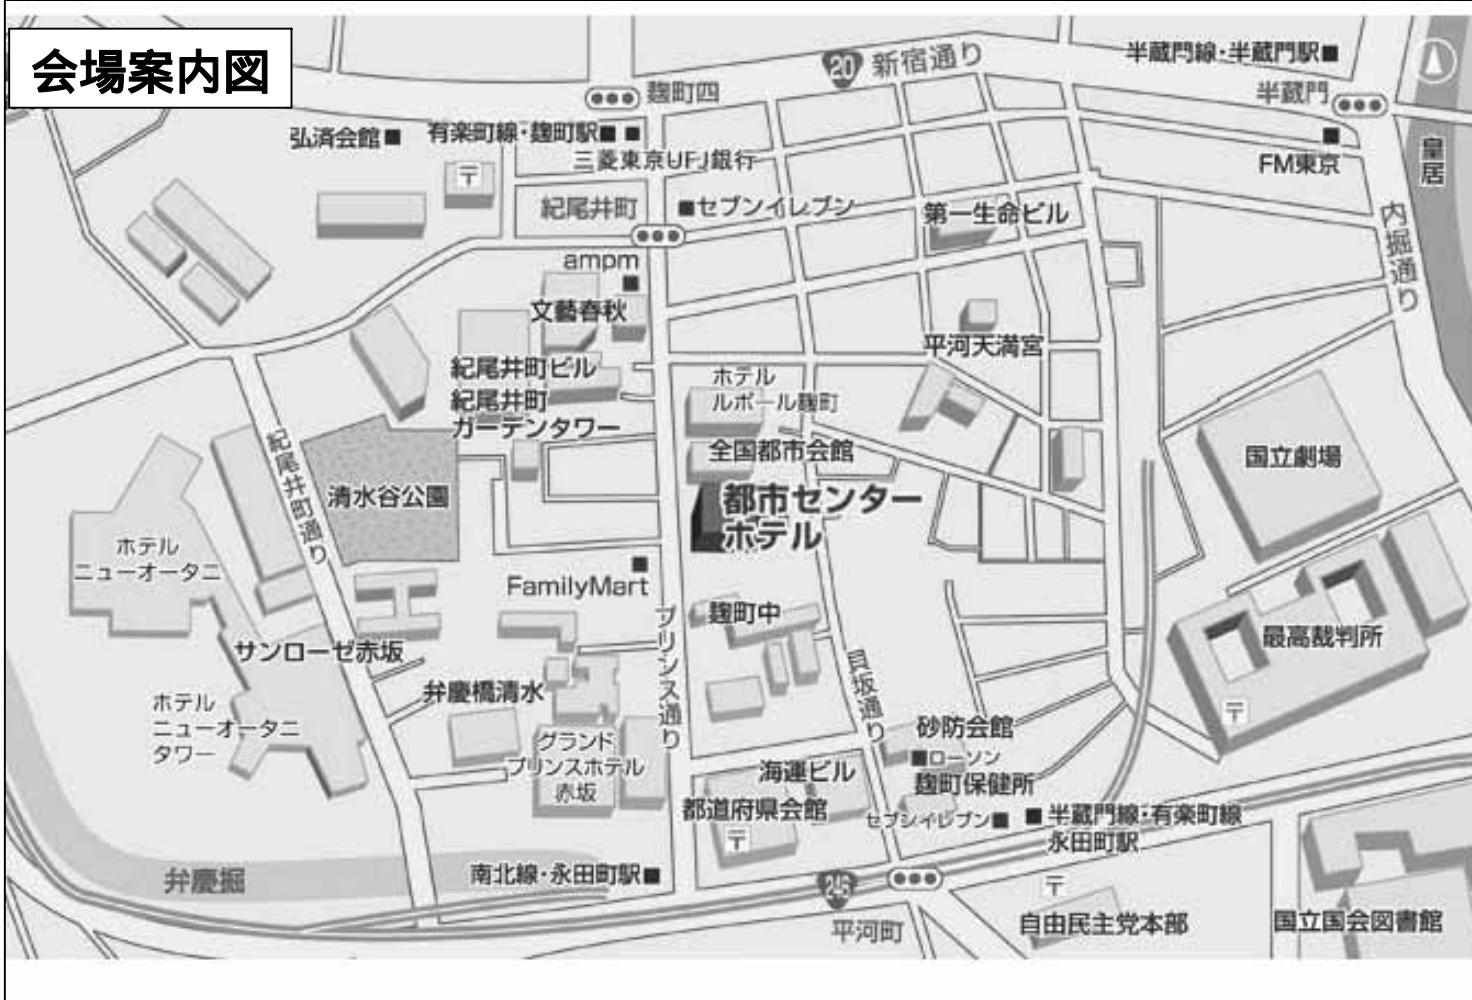 会場案内図
20
新宿通り
半蔵門線・半蔵門駅■
麹町四
半蔵門
弘済会館■
有楽町線・麹町駅■■
三菱東京UFJ銀行
FM東京
皇居
〒
紀尾井町
■セブンイレブン
第一生命ビル
内掘通り
ampm
文藝春秋
平河天満宮
紀尾井町ビル
ホテル
ルポール麹町
紀尾井町
ガーデンタワー
紀尾井町通り
全国都市会館
国立劇場
清水谷公園
都市センター
ホテル
ホテル
ニューオータニ
FamilyMart
麹町中
プリンス通り
最高裁判所
サンローゼ赤坂
貝坂通り
弁慶橋清水
ホテル
ニューオータニ
タワー
〒
砂防会館
グランド
プリンスホテル
赤坂
■ローソン
海運ビル
麹町保健所
都道府県会館
〒
セブンイレブン■
■半蔵門線・有楽町線
永田町駅
弁慶掘
南北線・永田町駅■
〒
平河町
自由民主党本部
国立国会図書館